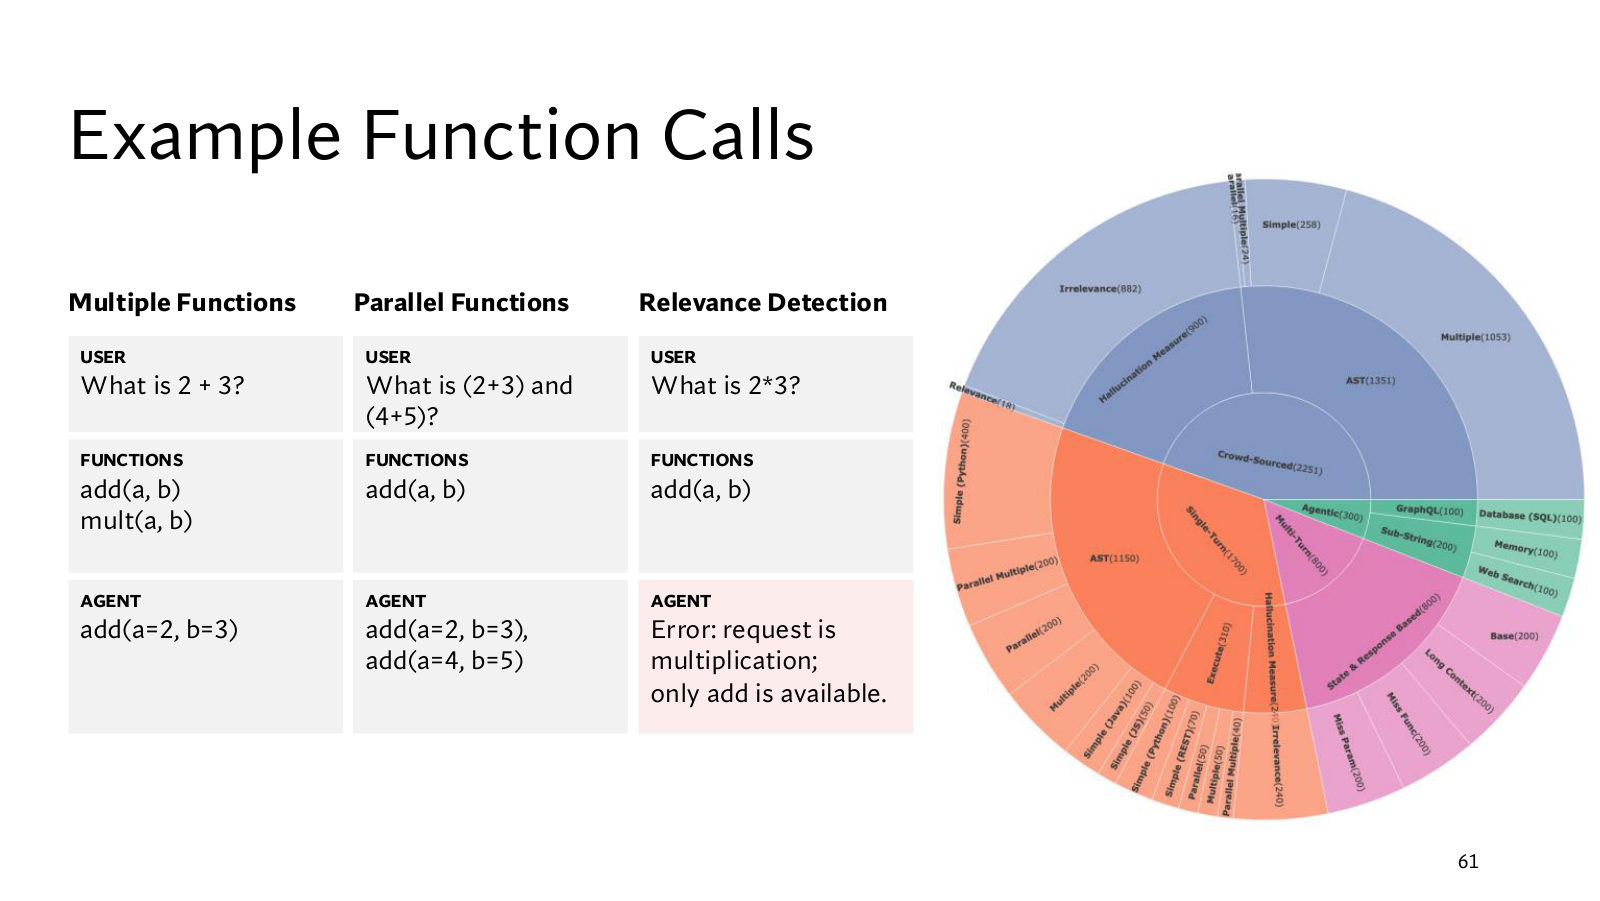 Example Function Calls
Multiple Functions
USER
What is 2 + 3?
FUNCTIONS
add(a, b)
mult(a, b)
AGENT
add(a=2, b=3)
Parallel Functions
USER
What is (2+3) and
(4+5)?
FUNCTIONS
add(a, b)
AGENT
add(a=2, b=3),
add(a=4, b=5)
Relevance Detection
USER
What is 2*3?
FUNCTIONS
add(a, b)
AGENT
Error: request is
multiplication;
only add is available.
Crowd-Sourced(2251)
AST(1351)
Multiple(1053)
Simple(258)
arallel Multiple(24)
arallel(16)
Hallucination Measure(900)
Irrelevance(882)
Relevance(18)
Single-Turn(1700)
AST(1150)
Simple (Python)(400)
Parallel Multiple(200)
Parallel(200)
Multiple(200)
Simple (Java)(100)
Simple (JS)(50)
Execute(310)
Simple (Python)(100)
Simple (REST)(70)
Parallel(50)
Multiple(50)
Parallel Multiple(40)
Hallucination Measure(240
Irrelevance(240)
Multi-Turn(800)
State & Response Based(800)
Miss Param(200)
Miss Func(200)
Long Context(200)
Base(200)
Agentic(300)
Sub-String(200)
Web Search(100)
Memory(100)
GraphQL(100)
Database (SQL)(100)
61